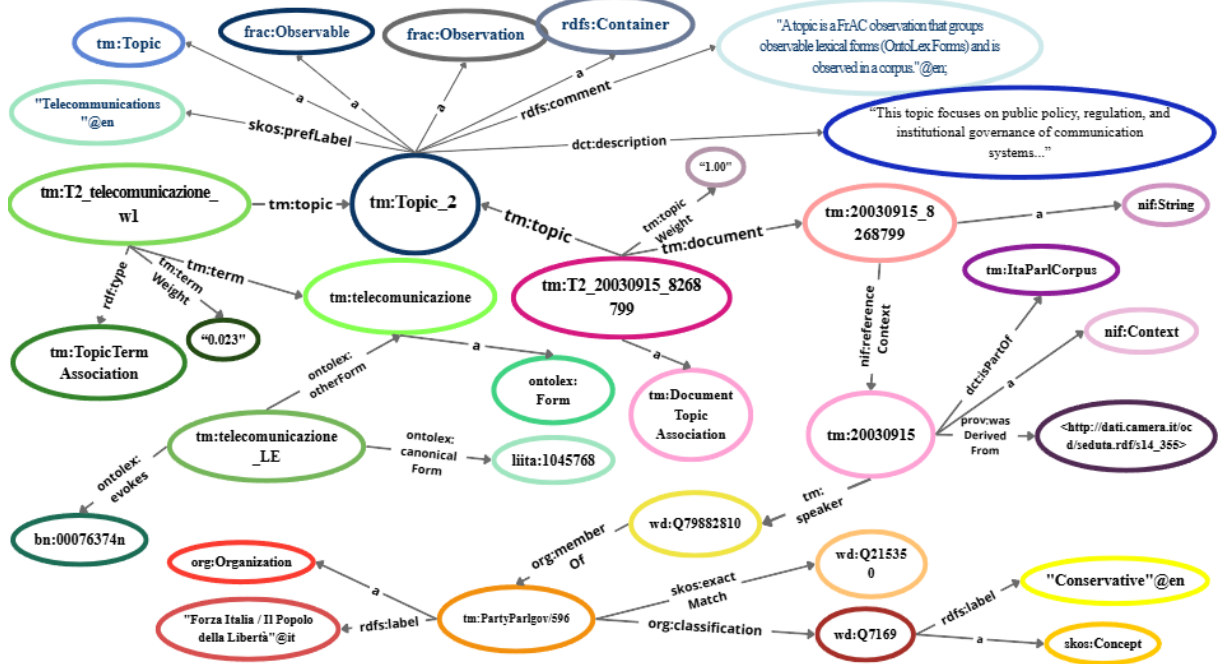 tm:Topic
frac:Observable
frac:Observation
rdfs:Container
"A topic is a FrAC observation that groups
observable lexical forms (OntoLex Forms) and is
observed in a corpus."@en;
"Telecommunications
"@en
a
a
a
a
rdfs:comment
skos:prefLabel
dct:description
“This topic focuses on public policy, regulation, and
institutional governance of communication
systems...”
tm:T2_telecomunicazione_
w1
tm:topic
tm:Topic_2
tm:topic
“1.00”
tm:topic
Weight
tm:document
tm:20030915_8
268799
a
nif:String
rdf:type
tm:term
Weight
tm:term
tm:telecomunicazione
tm:T2_20030915_8268
799
tm:ItaParlCorpus
tm:TopicTerm
Association
“0.023”
ontolex:
otherForm
a
ontolex:
Form
a
tm:Document
Topic
Association
nif:reference
Context
dct:isPartOf
a
nif:Context
tm:telecomunicazione
_LE
ontolex:
canonical
Form
liita:1045768
tm:20030915
prov:was
Derived
From
<http://dati.camera.it/oc
d/seduta.rdf/s14_355>
ontolex:
evokes
bn:00076374n
tm:
speaker
wd:Q79882810
org:member
Of
org:Organization
a
"Forza Italia / Il Popolo
della Libertà"@it
rdfs:label
tm:PartyParlgov/596
skos:exact
Match
wd:Q21535
0
org:classification
wd:Q7169
rdfs:label
"Conservative"@en
a
skos:Concept